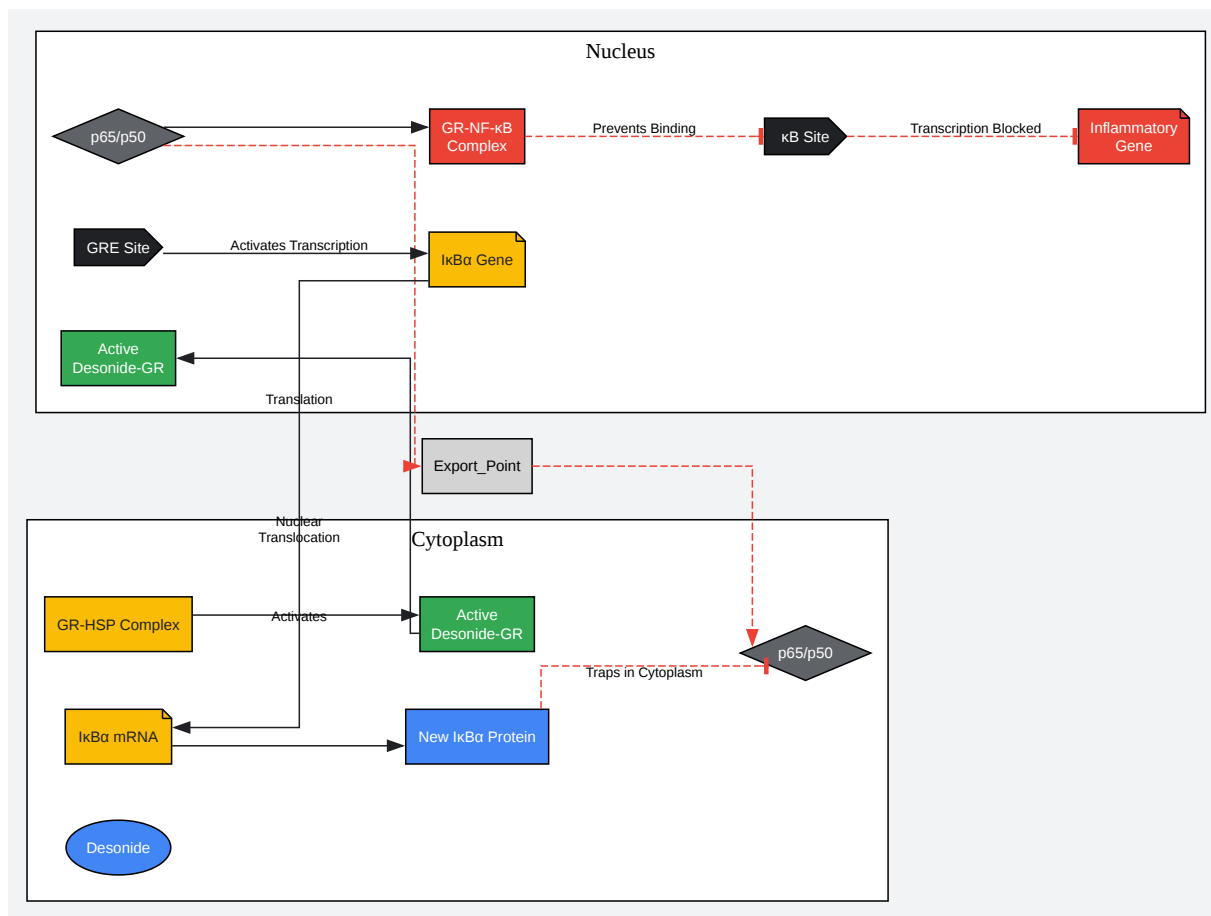 Nucleus
p65/p50
GR-NF-κB
Complex
Prevents Binding
κB Site
Transcription Blocked
Inflammatory
Gene
GRE Site
Activates Transcription
IκBα Gene
Active
Desonide-GR
Translation
Export_Point
Nuclear
Translocation
Cytoplasm
GR-HSP Complex
Activates
Active
Desonide-GR
p65/p50
Traps in Cytoplasm
IκBα mRNA
New IκBα Protein
Desonide